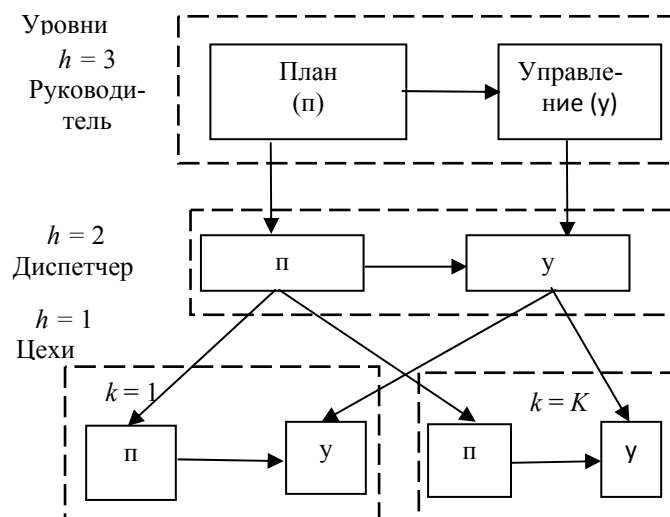 Уровни
h = 3
Руководи-
тель
План
(п)
Управле-
ние (у)
h = 2
Диспетчер
п
у
h = 1
Цехи
k = 1
k = K
п
у
п
у